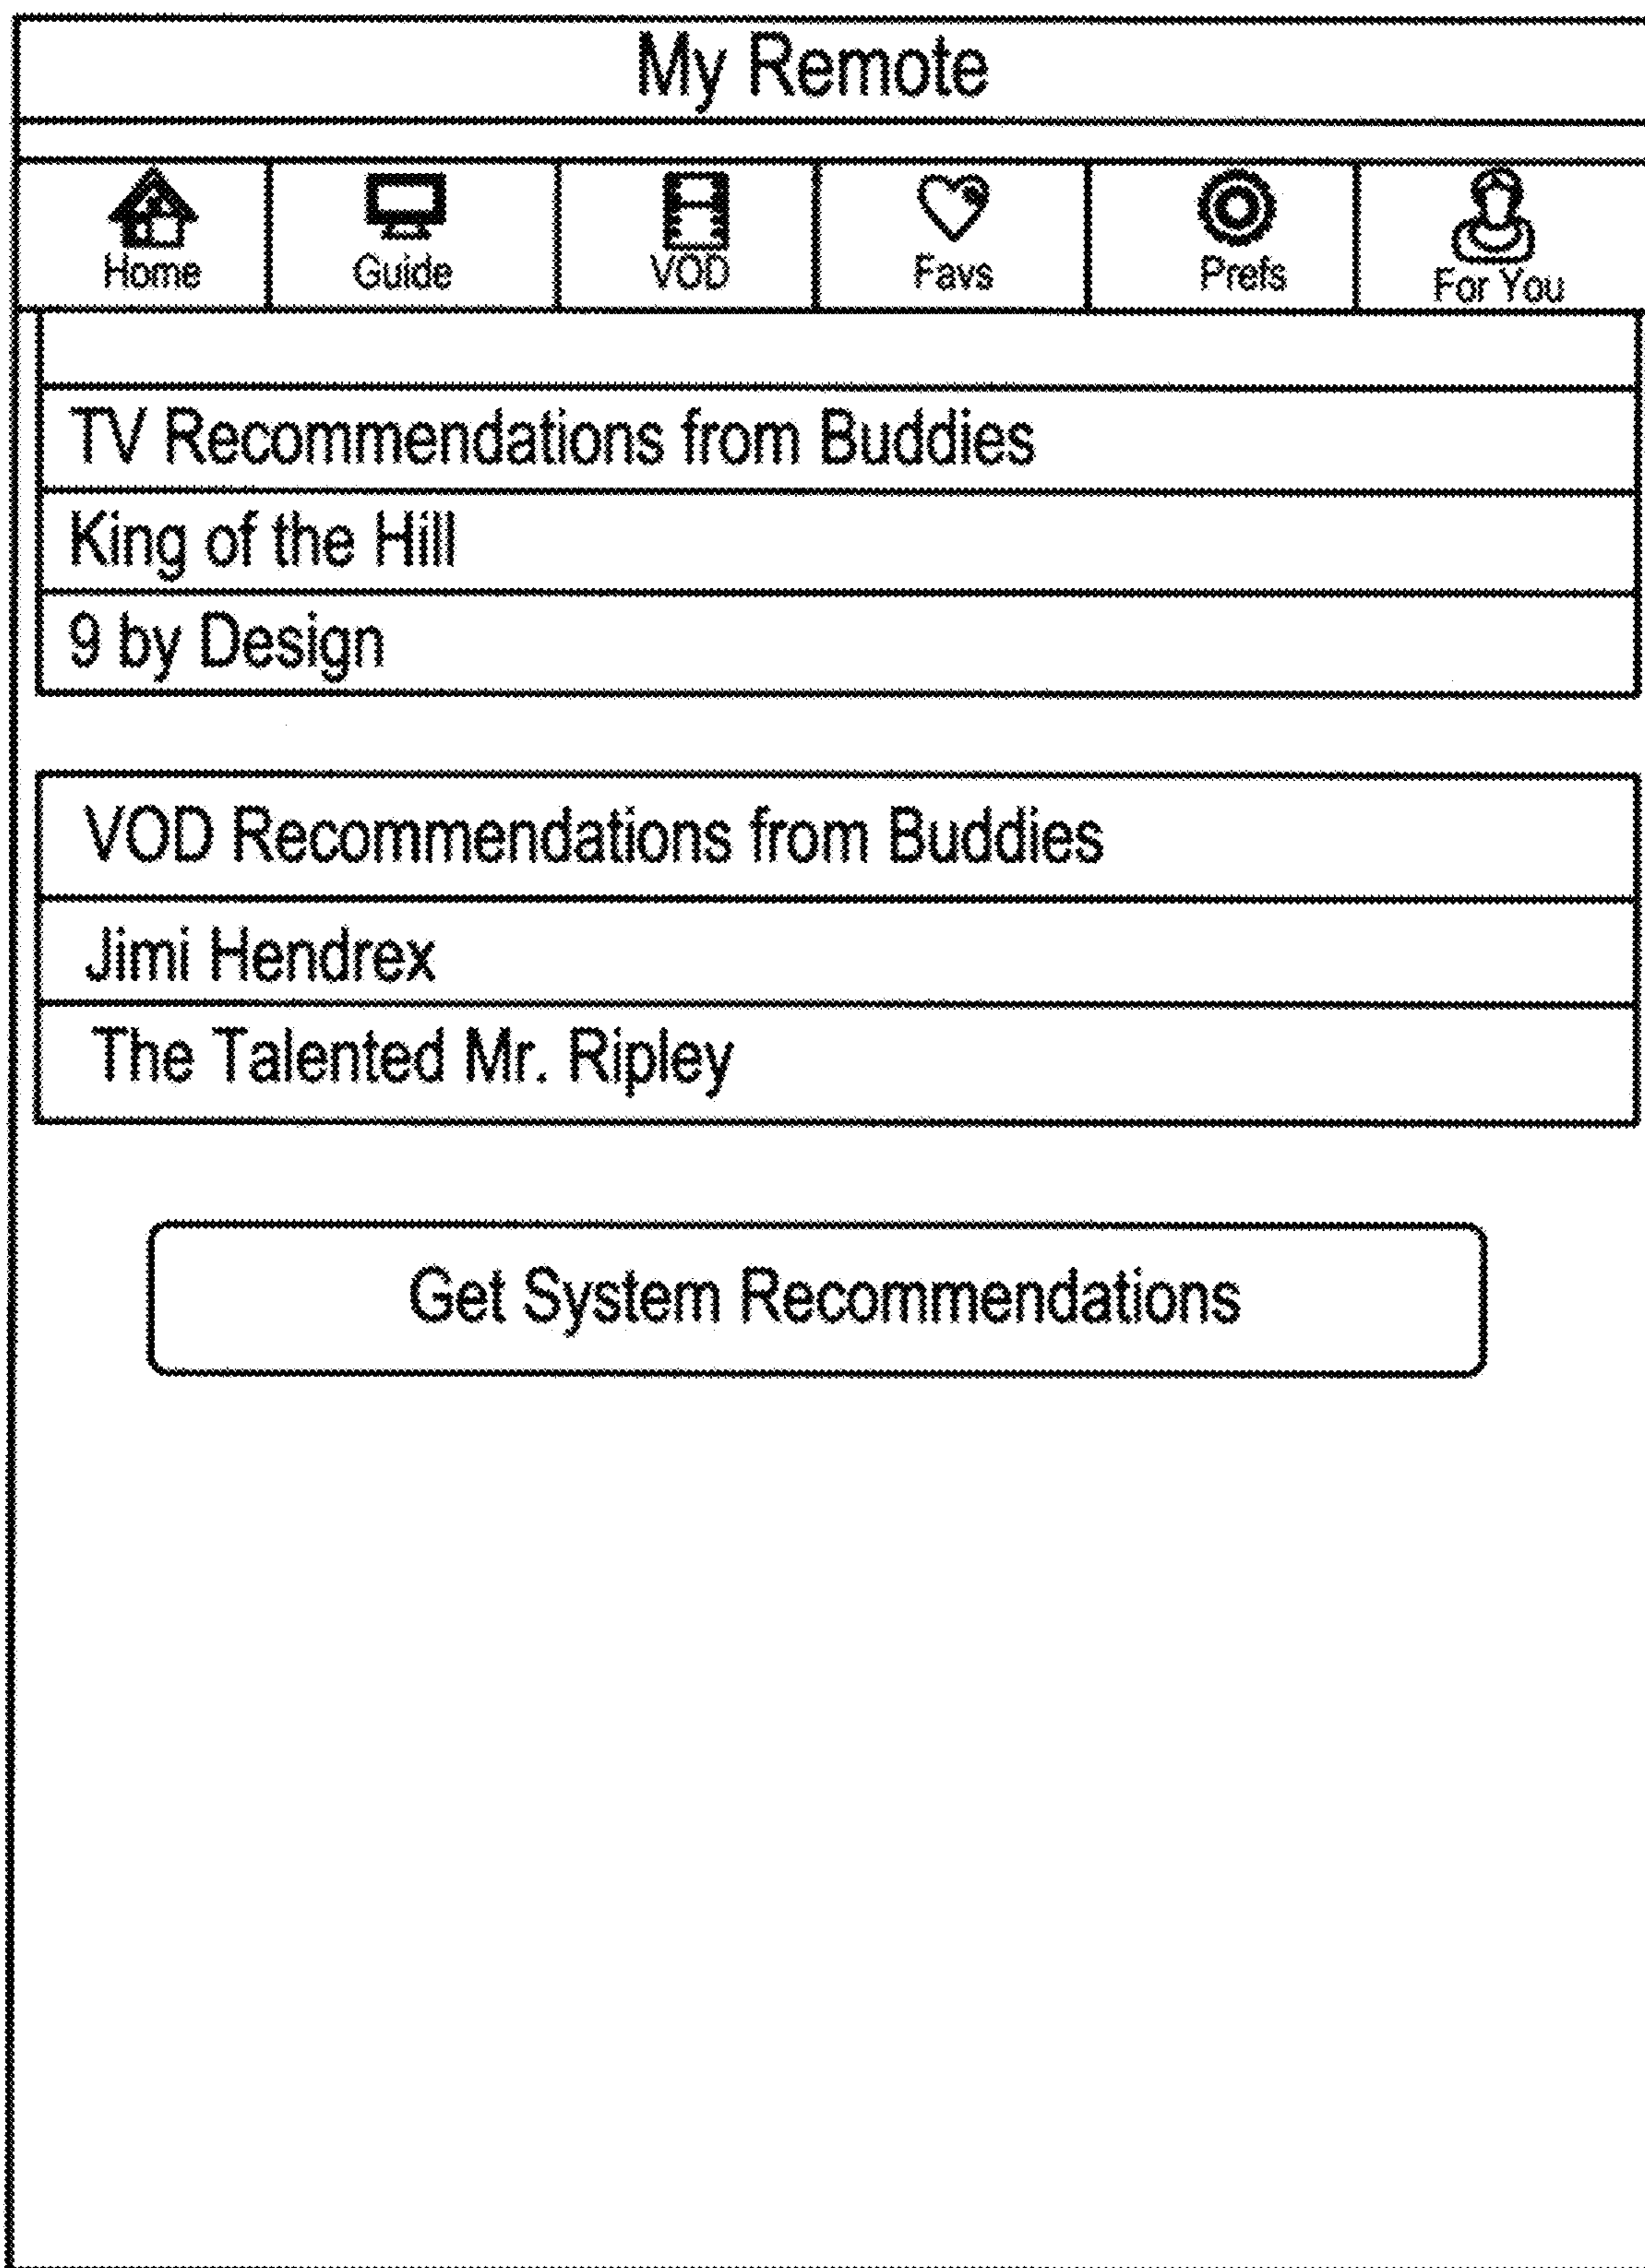 My Remote
Home Guide VOD Favs Prefs For You
TV Recommendations from Buddies
King of the Hill
9 by Design
VOD Recommendations from Buddies
Jimi Hendrex
The Talented Mr. Ripley
Get System Recommendations